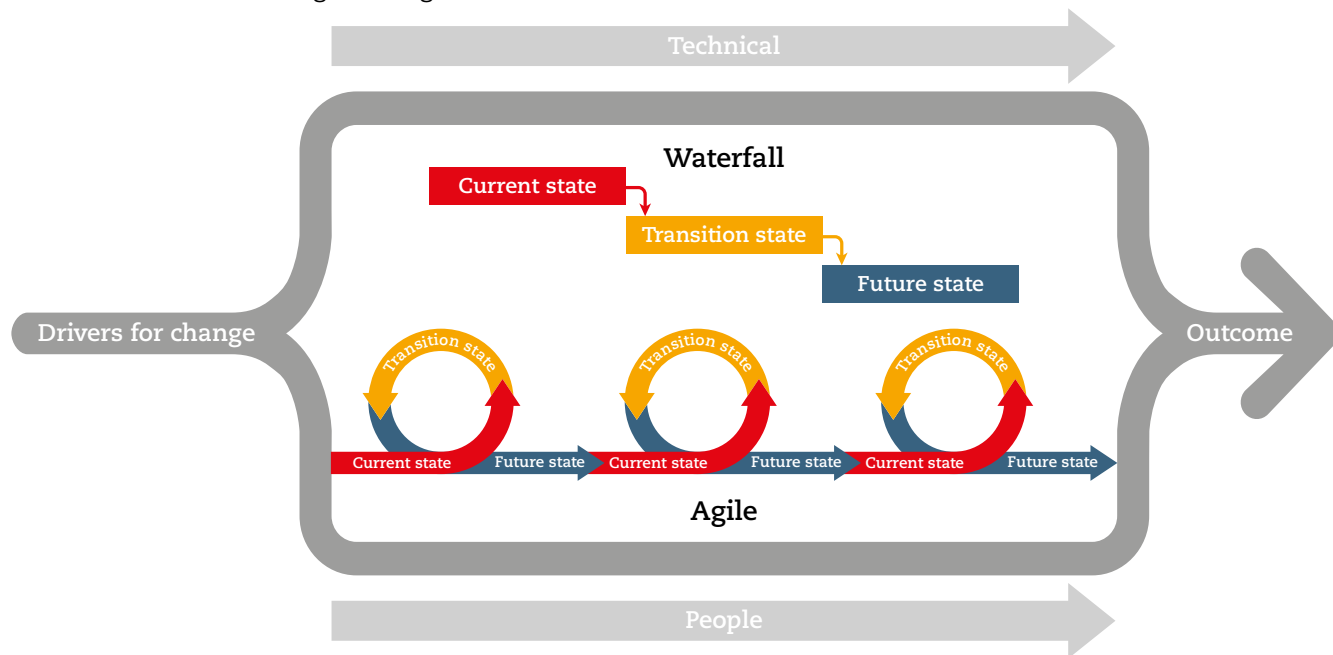 Technical
Waterfall
Current state
Transition state
Future state
Drivers for change
Outcome
Transition state
Transition state
Transition state
Current state
Future state
Current state
Future state
Current state
Future state
Agile
People